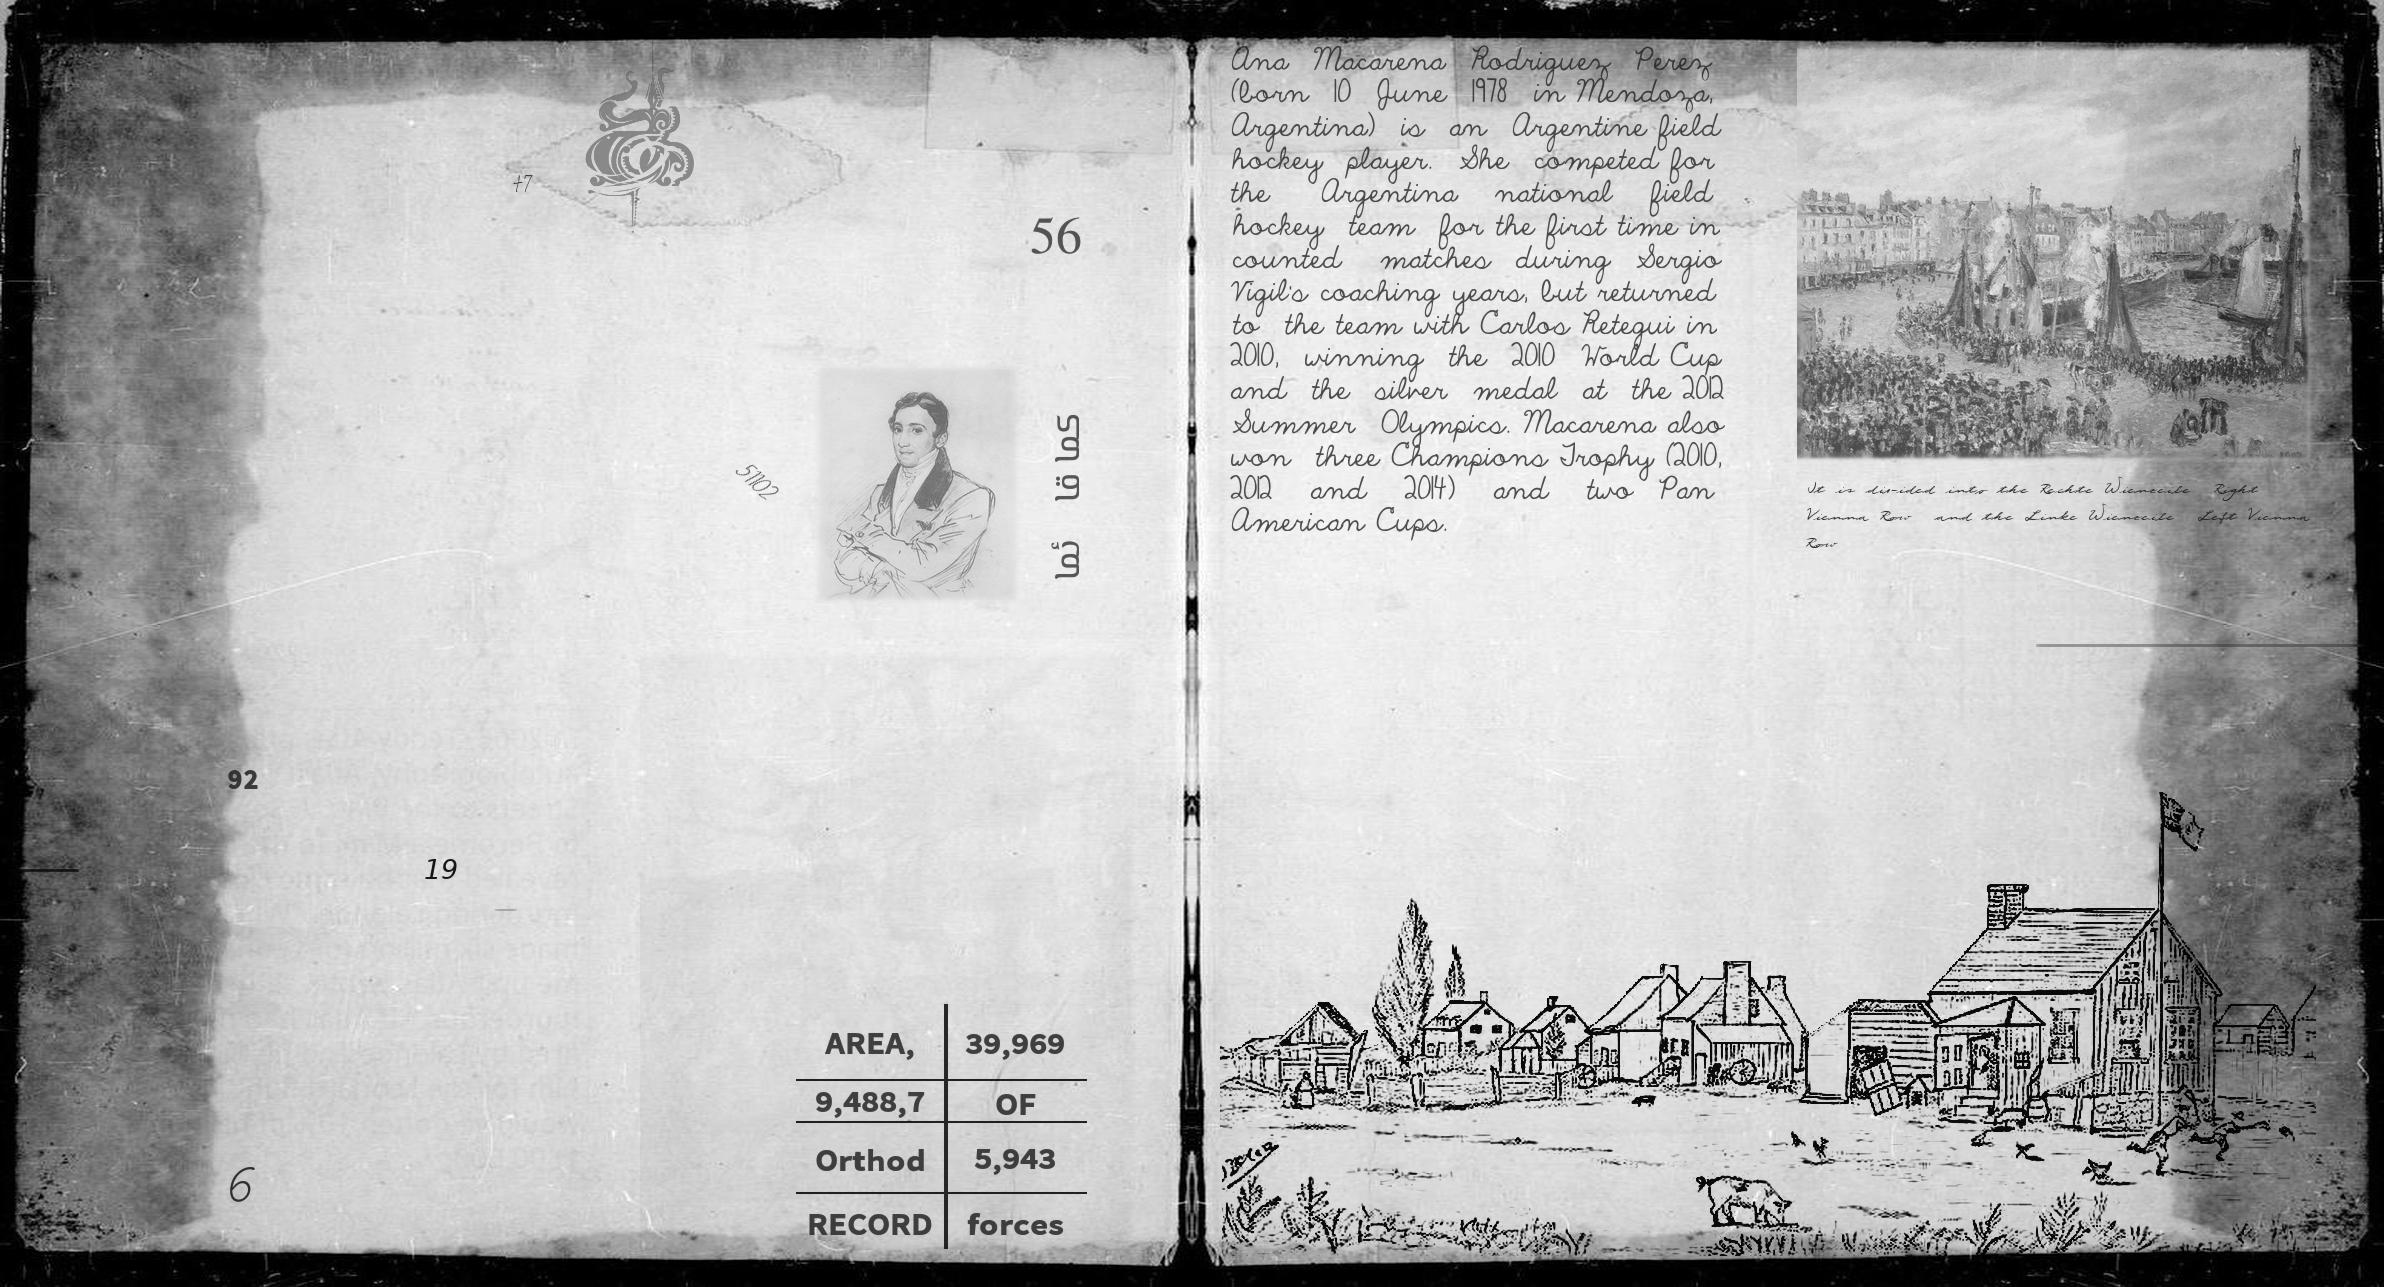 +7
56
كما قا نُما
51102
92
19
AREA, 39,969
9,488,7 OF
Orthod 5,943
RECORD forces
6
Ana Macarena Rodriguez Perez
(born 10 June 1978 in Mendoza,
Argentina) is an Argentine field
hockey player. She competed for
the Argentina national field
hockey team for the first time in
counted matches during Sergio
Vigil's coaching years, but returned
to the team with Carlos Retegui in
2010, winning the 2010 World Cup
and the silver medal at the 2012
Summer Olympics. Macarena also
won three Champions Trophy (2010,
2012 and 2014) and two Pan
American Cups.
It is divided into the Rechte Wienzeile Right
Vienna Row and the Linke Wienzeile Left Vienna
Row